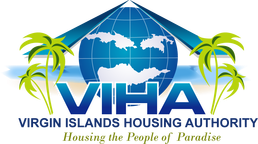 VIHA
VIRGIN ISLANDS HOUSING AUTHORITY
Housing the People of Paradise